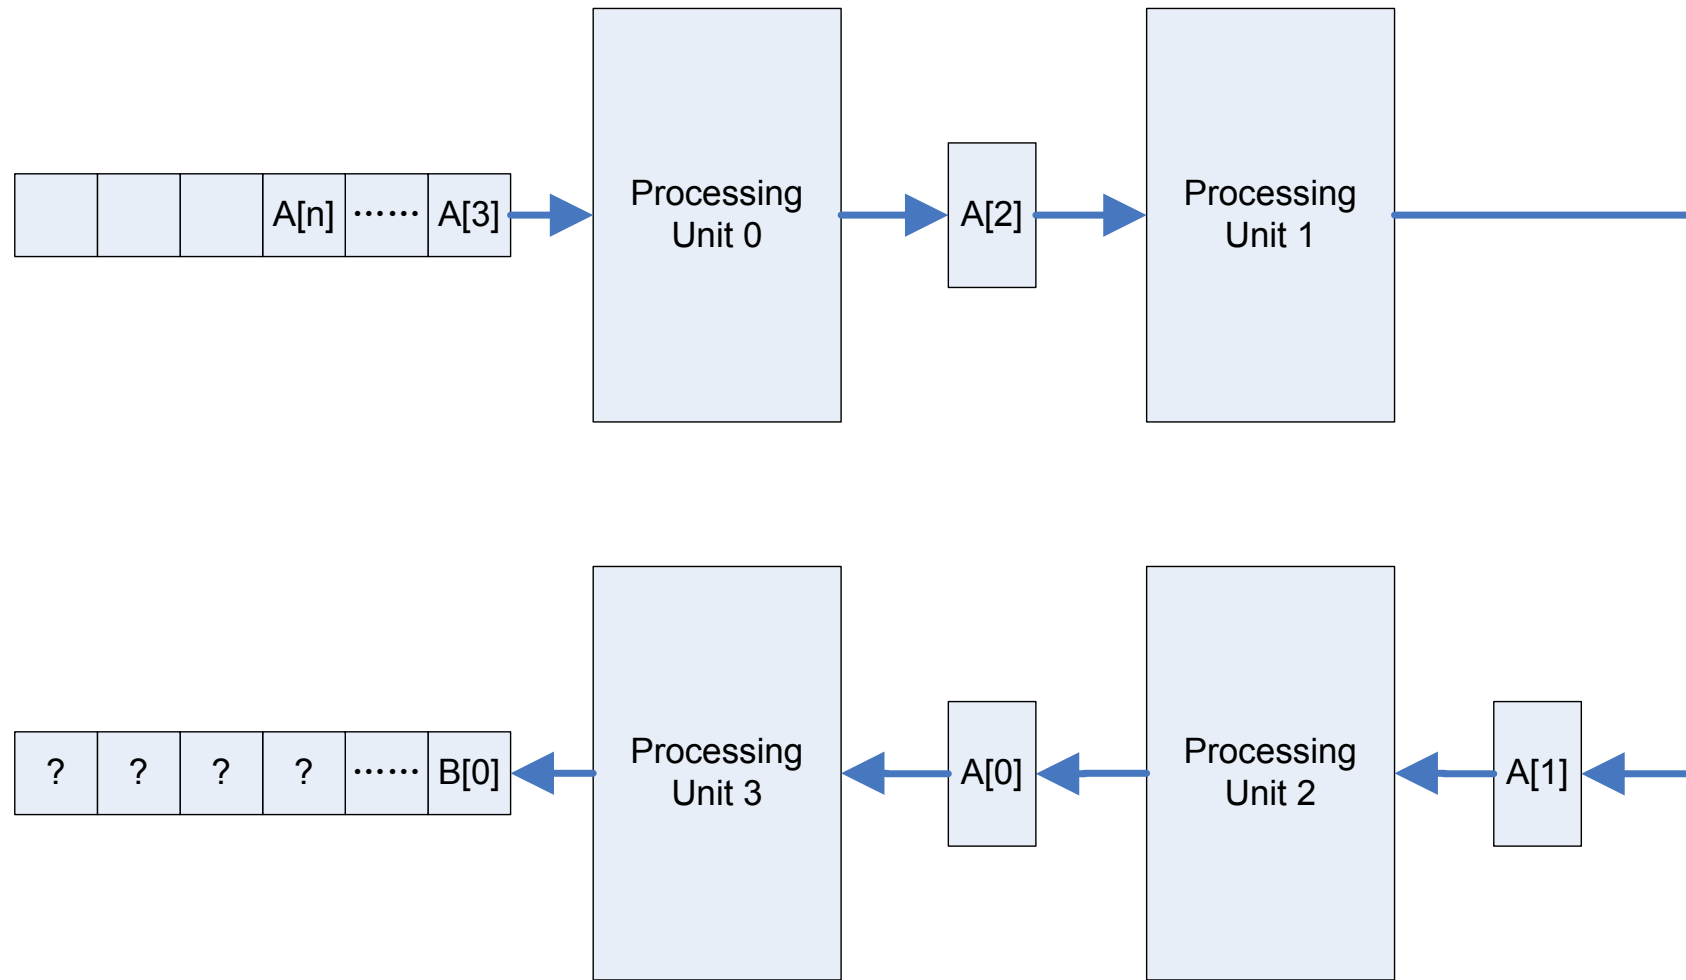 A[n] ······ A[3]
Processing
Unit 0
A[2]
Processing
Unit 1
? ? ? ? ······ B[0]
Processing
Unit 3
A[0]
Processing
Unit 2
A[1]